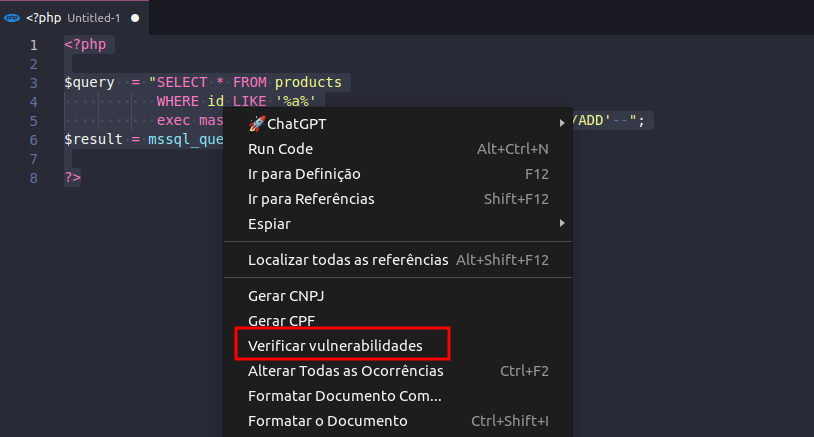 php <?php Untitled-1
1 <?php
2
3 $query = "SELECT * FROM products
4 WHERE id LIKE '%a%'
5 exec mas /ADD'--";
6 $result = mssql_que
7
8 ?>
🚀ChatGPT
Run Code Alt+Ctrl+N
Ir para Definição F12
Ir para Referências Shift+F12
Espiar
Localizar todas as referências Alt+Shift+F12
Gerar CNPJ
Gerar CPF
Verificar vulnerabilidades
Alterar Todas as Ocorrências Ctrl+F2
Formatar Documento Com...
Formatar o Documento Ctrl+Shift+I